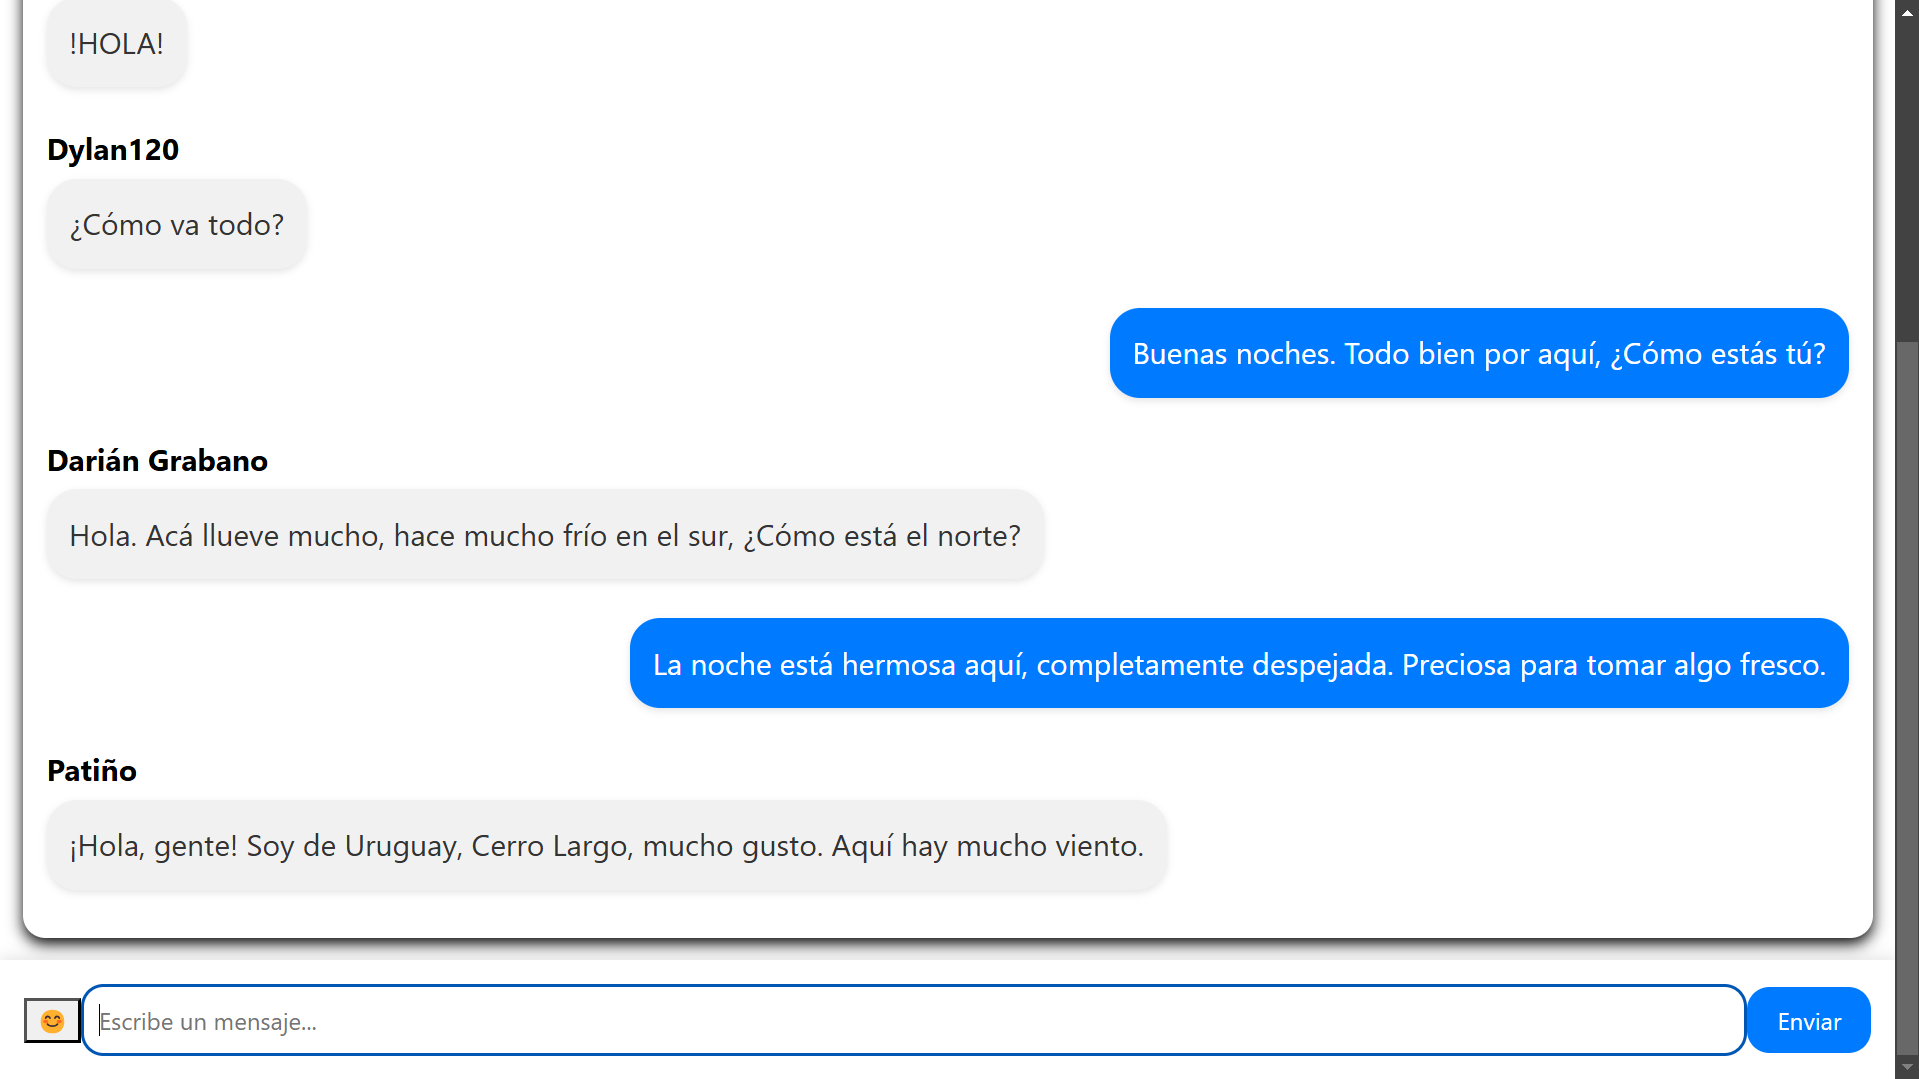 !HOLA!
Dylan120
¿Cómo va todo?
Buenas noches. Todo bien por aquí, ¿Cómo estás tú?
Darián Grabano
Hola. Acá llueve mucho, hace mucho frío en el sur, ¿Cómo está el norte?
La noche está hermosa aquí, completamente despejada. Preciosa para tomar algo fresco.
Patiño
¡Hola, gente! Soy de Uruguay, Cerro Largo, mucho gusto. Aquí hay mucho viento.
Escribe un mensaje...
Enviar